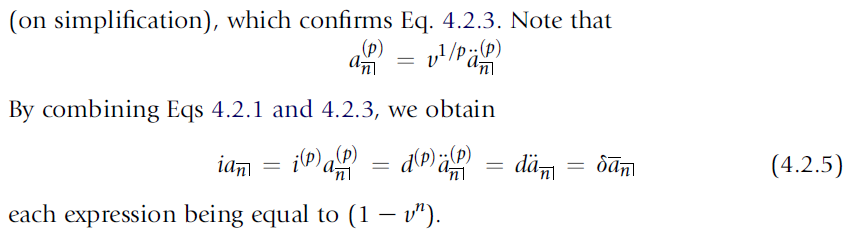 (on simplification), which confirms Eq. 4.2.3. Note that
$a_{\overline{n}|}^{(p)} = v^{1/p}\ddot{a}_{\overline{n}|}^{(p)}$
By combining Eqs 4.2.1 and 4.2.3, we obtain
$ia_{\overline{n}|} = i^{(p)}a_{\overline{n}|}^{(p)} = d^{(p)}\ddot{a}_{\overline{n}|}^{(p)} = d\ddot{a}_{\overline{n}|} = \delta\overline{a}_{\overline{n}|}$ (4.2.5)
each expression being equal to $(1 - v^n)$.